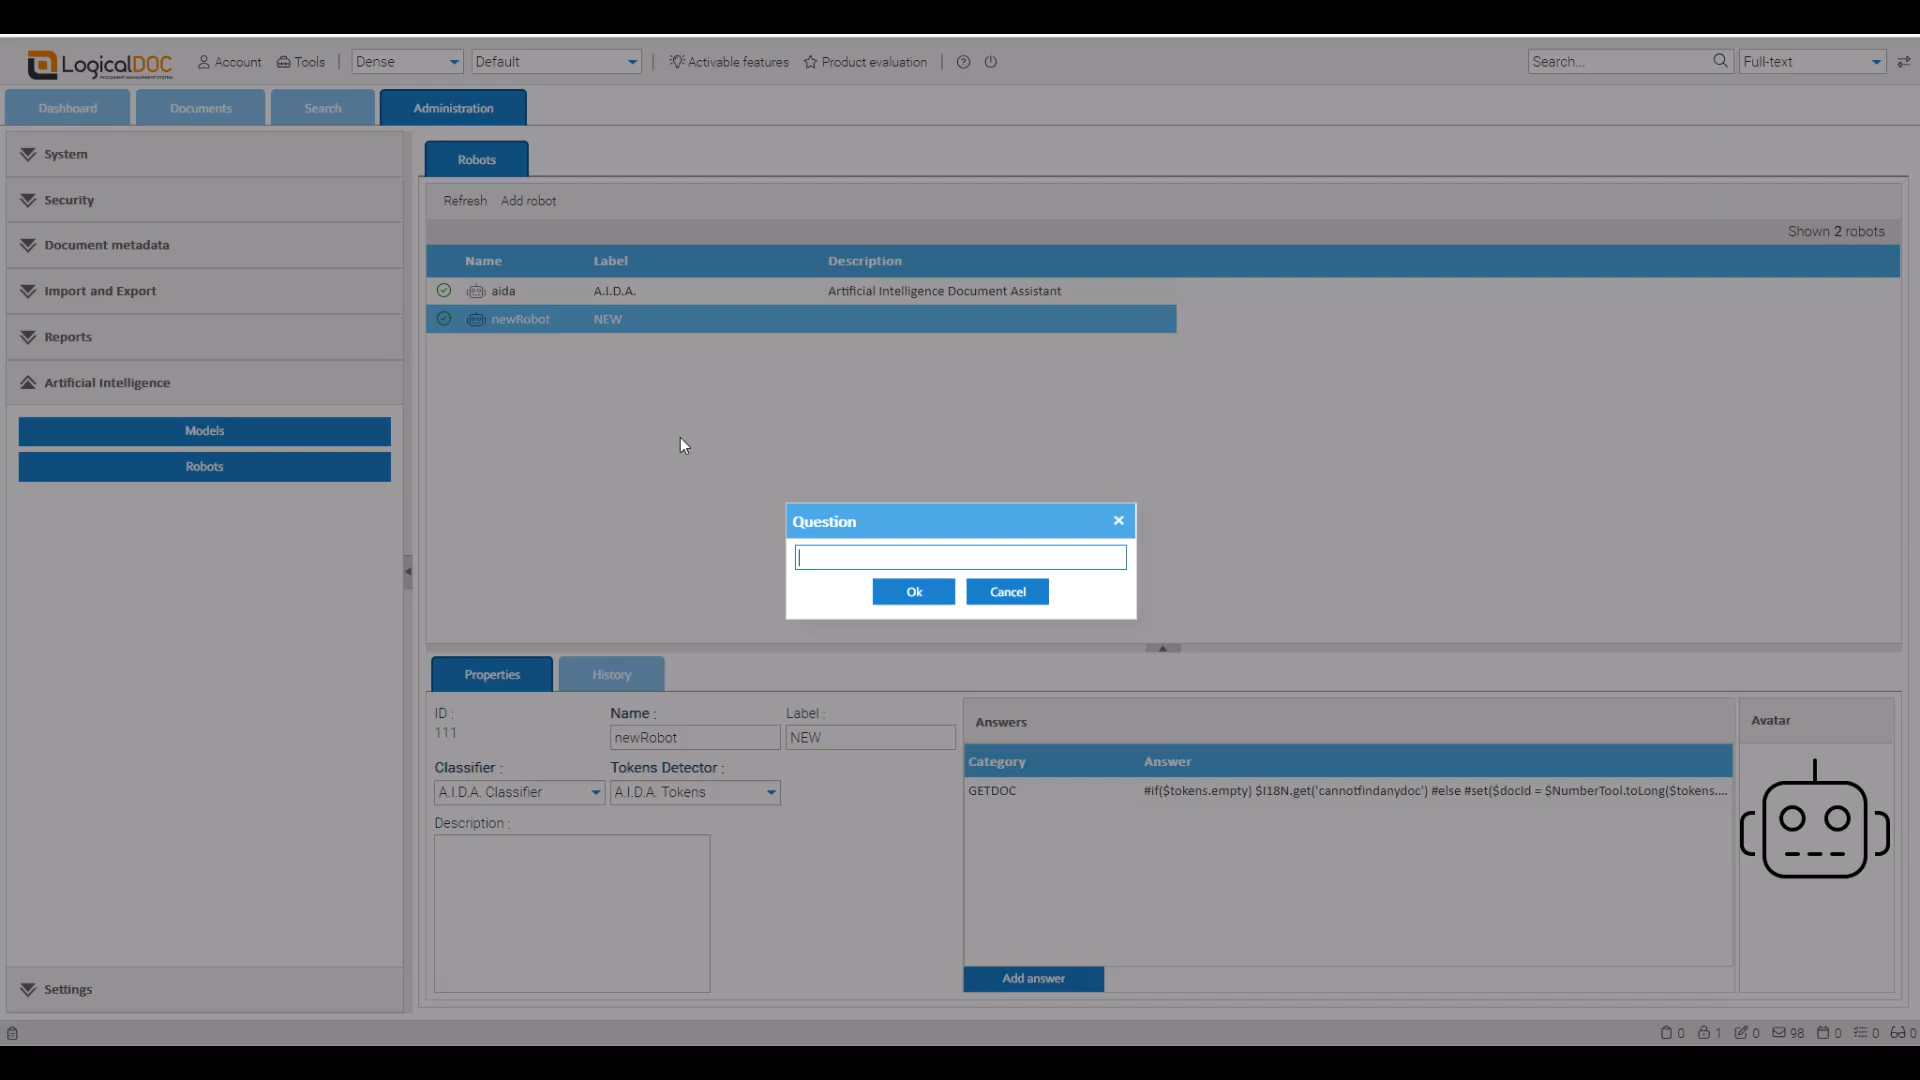 LogicalDOC
DOCUMENT MANAGEMENT SYSTEM
Account Tools Dense Default Activable features Product evaluation Search... Full-text
Dashboard Documents Search Administration
System
Security
Document metadata
Import and Export
Reports
Artificial Intelligence
Models
Robots
Settings
Robots
Refresh Add robot
Shown 2 robots
Name Label Description
aida A.I.D.A. Artificial Intelligence Document Assistant
newRobot NEW
Question
Ok Cancel
Properties History
ID : Name : Label :
111 newRobot NEW
Classifier : Tokens Detector :
A.I.D.A. Classifier A.I.D.A. Tokens
Description :
Answers
Category Answer
GETDOC #if($tokens.empty) $I18N.get('cannotfindanydoc') #else #set($docId = $NumberTool.toLong($tokens....
Add answer
Avatar
0 1 0 98 0 0 0